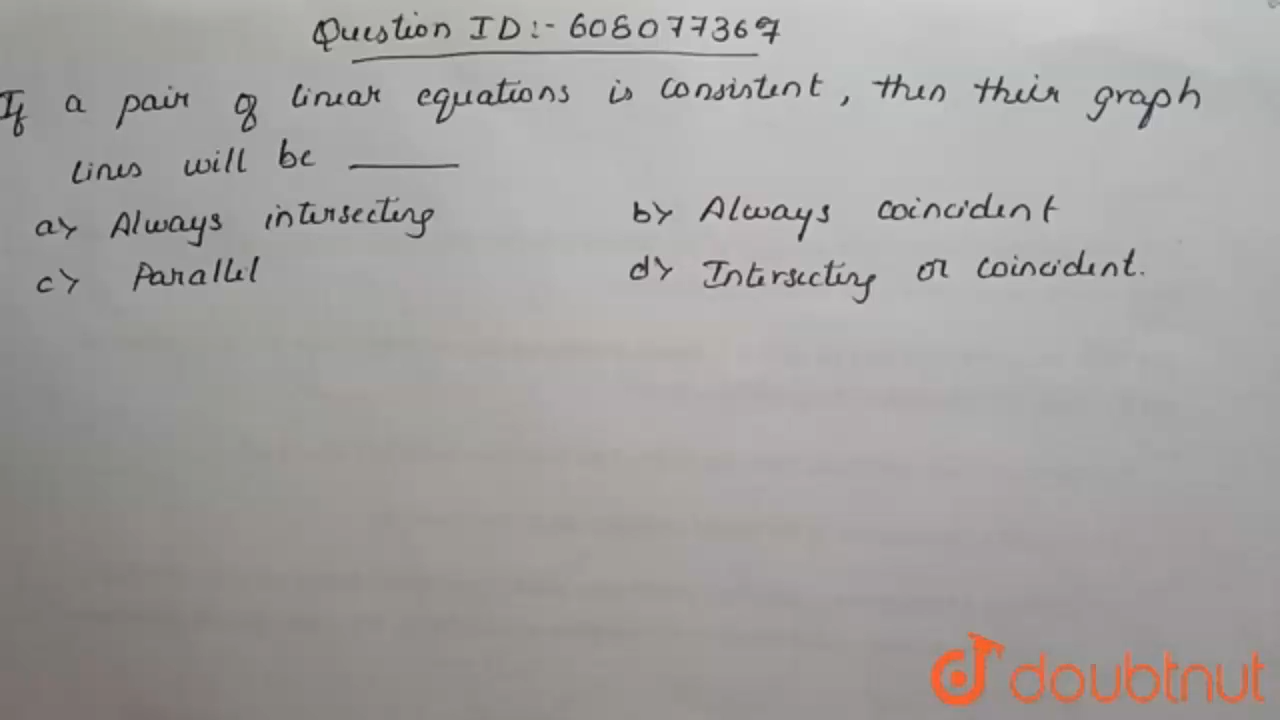 Question ID:- 608077367
If a pair of linear equations is consistent, then their graph
lines will be ______
a> Always intersecting b> Always coincident
c> Parallel d> Intersecting or coincident.
doubtnut